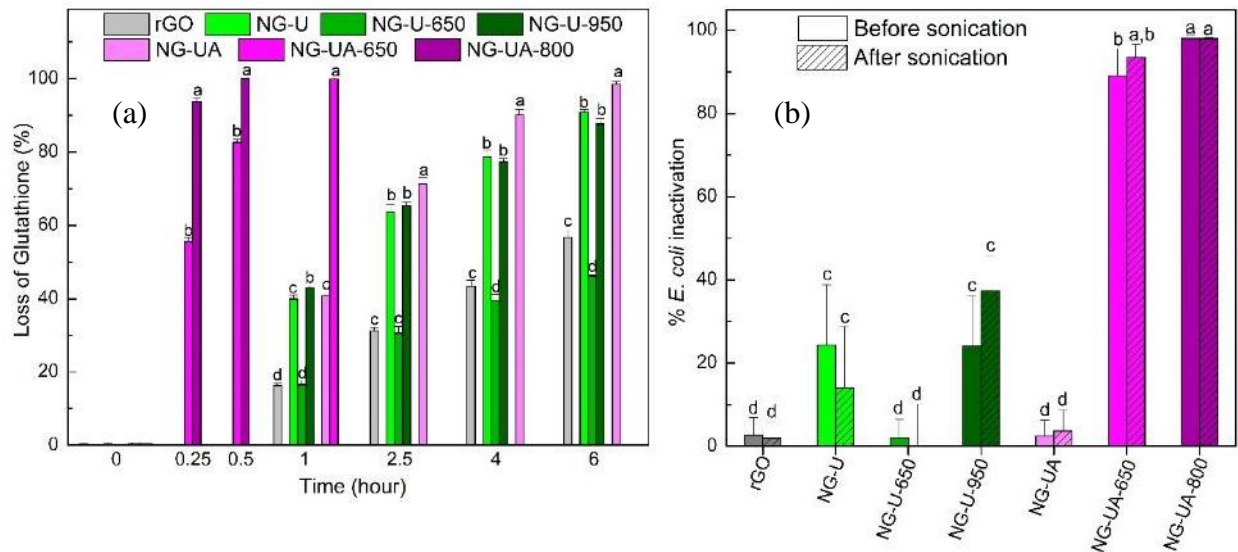 rGO NG-U NG-U-650 NG-U-950
NG-UA NG-UA-650 NG-UA-800
(a)
Loss of Glutathione (%)
100
80
60
40
20
0
b a
b a
d c d b c a
c b d b a
c b d b a
c b d b a
0 0.25 0.5 1 2.5 4 6
Time (hour)
Before sonication
After sonication
(b)
% E. coli inactivation
100
80
60
40
20
0
d d
c c
d d
c c
d d
b a,b
a a
rGO
NG-U
NG-U-650
NG-U-950
NG-UA
NG-UA-650
NG-UA-800